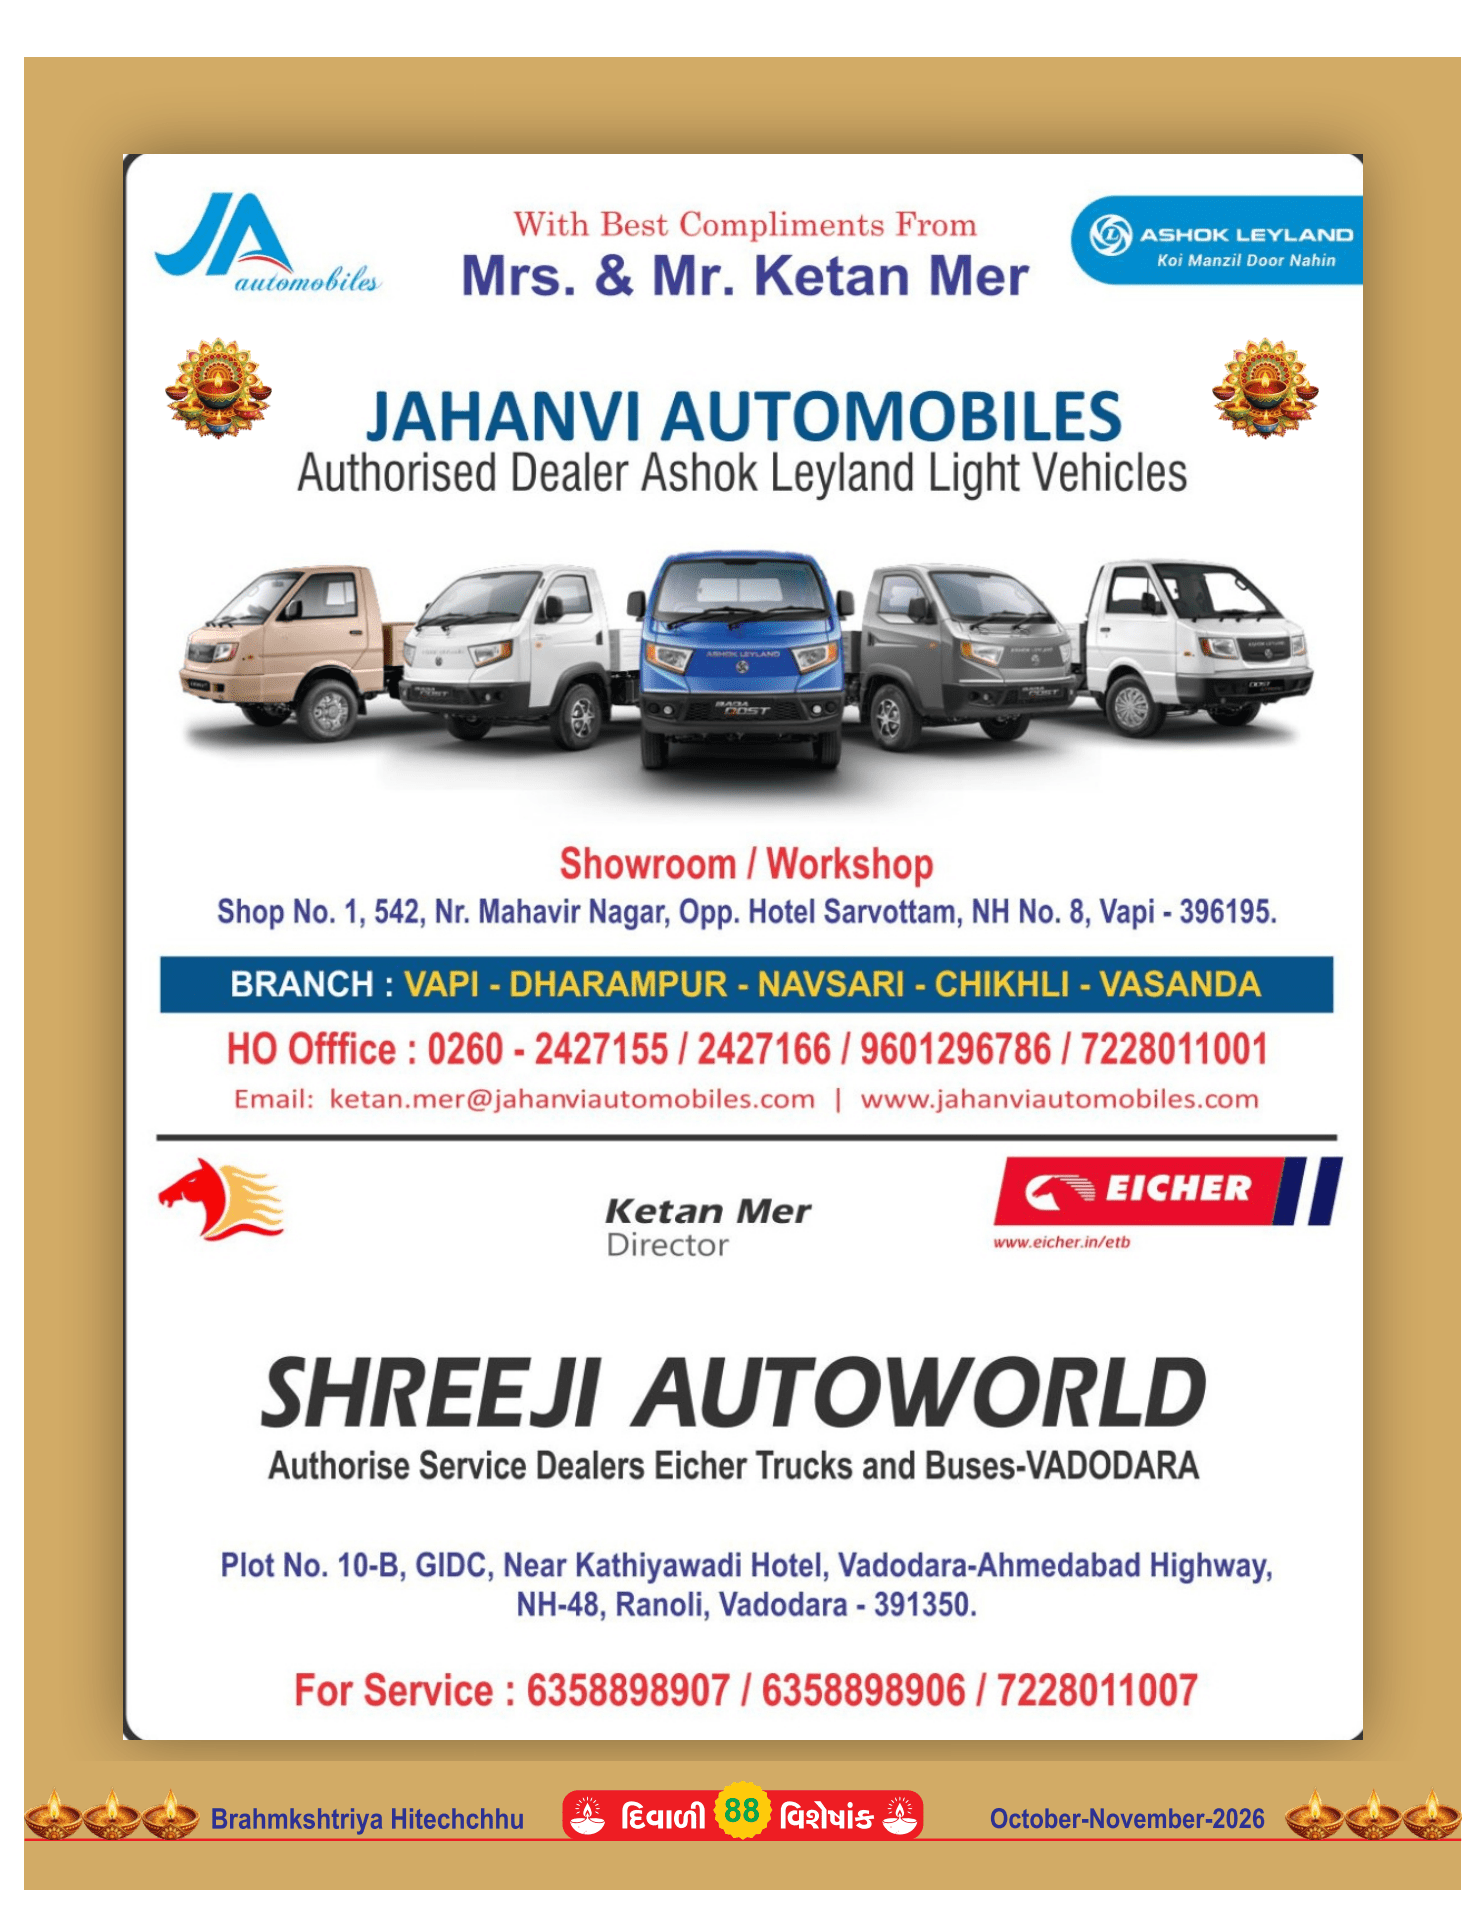 JA
automobiles
With Best Compliments From
Mrs. & Mr. Ketan Mer
ASHOK LEYLAND
Koi Manzil Door Nahin
JAHANVI AUTOMOBILES
Authorised Dealer Ashok Leyland Light Vehicles
ASHOK LEYLAND
BADA DOST
DOST
Showroom / Workshop
Shop No. 1, 542, Nr. Mahavir Nagar, Opp. Hotel Sarvottam, NH No. 8, Vapi - 396195.
BRANCH : VAPI - DHARAMPUR - NAVSARI - CHIKHLI - VASANDA
HO Offfice : 0260 - 2427155 / 2427166 / 9601296786 / 7228011001
Email: ketan.mer@jahanviautomobiles.com | www.jahanviautomobiles.com
Ketan Mer
Director
EICHER
www.eicher.in/etb
SHREEJI AUTOWORLD
Authorise Service Dealers Eicher Trucks and Buses-VADODARA
Plot No. 10-B, GIDC, Near Kathiyawadi Hotel, Vadodara-Ahmedabad Highway,
NH-48, Ranoli, Vadodara - 391350.
For Service : 6358898907 / 6358898906 / 7228011007
Brahmkshtriya Hitechchhu દિવાળી 88 વિશેષાંક October-November-2026